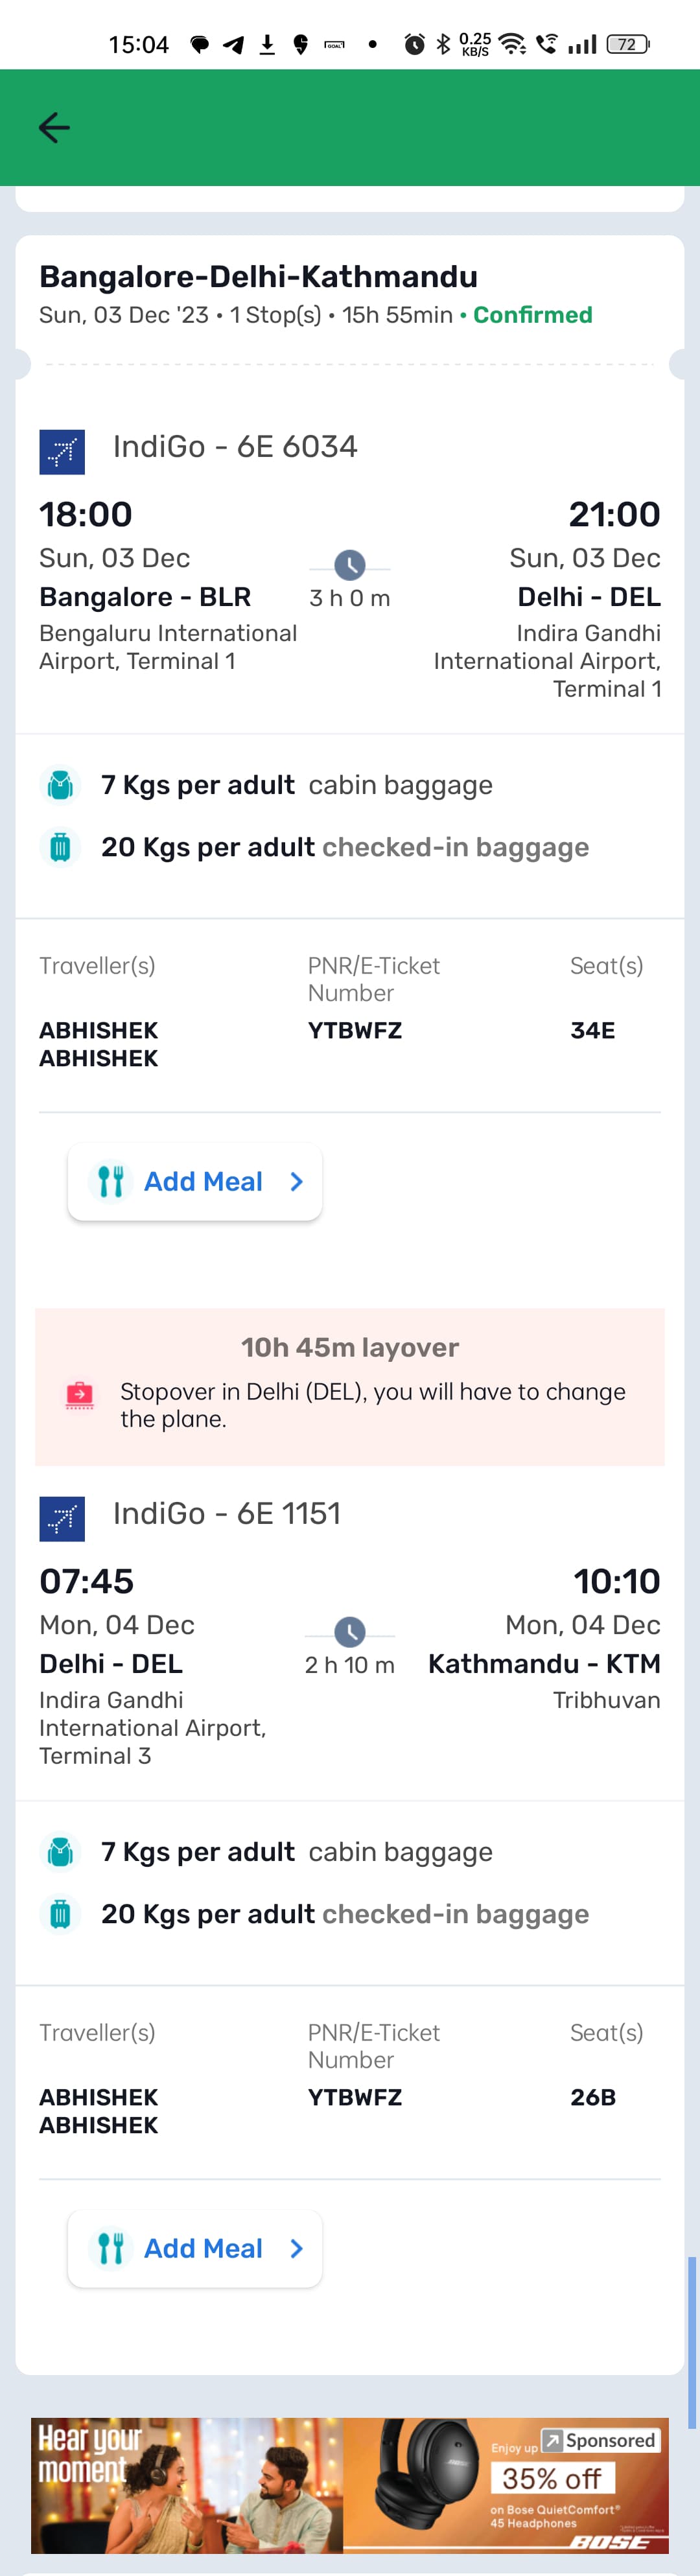 15:04
GOAL
0.25
KB/S
72
Bangalore-Delhi-Kathmandu
Sun, 03 Dec '23 • 1 Stop(s) • 15h 55min • Confirmed
IndiGo - 6E 6034
18:00 21:00
Sun, 03 Dec Sun, 03 Dec
Bangalore - BLR 3 h 0 m Delhi - DEL
Bengaluru International Indira Gandhi
Airport, Terminal 1 International Airport,
Terminal 1
7 Kgs per adult cabin baggage
20 Kgs per adult checked-in baggage
Traveller(s) PNR/E-Ticket Seat(s)
Number
ABHISHEK YTBWFZ 34E
ABHISHEK
Add Meal
10h 45m layover
Stopover in Delhi (DEL), you will have to change
the plane.
IndiGo - 6E 1151
07:45 10:10
Mon, 04 Dec Mon, 04 Dec
Delhi - DEL 2 h 10 m Kathmandu - KTM
Indira Gandhi Tribhuvan
International Airport,
Terminal 3
7 Kgs per adult cabin baggage
20 Kgs per adult checked-in baggage
Traveller(s) PNR/E-Ticket Seat(s)
Number
ABHISHEK YTBWFZ 26B
ABHISHEK
Add Meal
Hear your
moment
Enjoy up
Sponsored
35% off
on Bose QuietComfort®
45 Headphones
BOSE